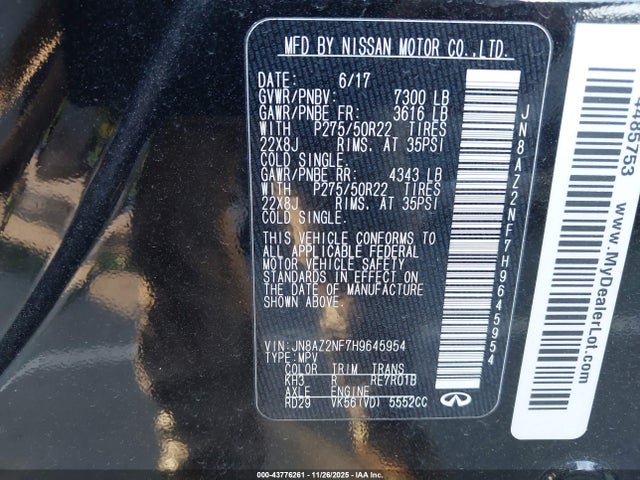 MFD BY NISSAN MOTOR CO.,LTD.
DATE: 6/17
GVWR/PNBV: 7300 LB
GAWR/PNBE FR: 3616 LB
WITH P275/50R22 TIRES
22X8J RIMS, AT 35PSI
COLD SINGLE.
GAWR/PNBE RR: 4343 LB
WITH P275/50R22 TIRES
22X8J RIMS, AT 35PSI
COLD SINGLE.
THIS VEHICLE CONFORMS TO
ALL APPLICABLE FEDERAL
MOTOR VEHICLE SAFETY
STANDARDS IN EFFECT ON
THE DATE OF MANUFACTURE
SHOWN ABOVE.
VIN: JN8AZ2NF7H9645954
TYPE: MPV
COLOR TRIM TRANS
KH3 R RE7R01B
AXLE ENGINE
RD29 VK56(VD) 5552CC
INFINITI
JN8AZ2NF7H9645954
485753
www.MyDealerLot.com
000-43776261 - 11/26/2025 - IAA Inc.